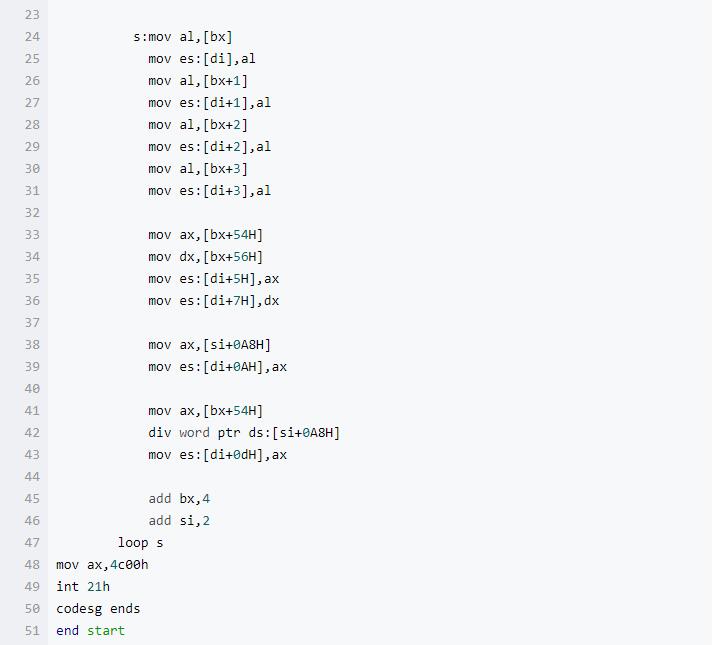 23
24 s:mov al,[bx]
25 mov es:[di],al
26 mov al,[bx+1]
27 mov es:[di+1],al
28 mov al,[bx+2]
29 mov es:[di+2],al
30 mov al,[bx+3]
31 mov es:[di+3],al
32
33 mov ax,[bx+54H]
34 mov dx,[bx+56H]
35 mov es:[di+5H],ax
36 mov es:[di+7H],dx
37
38 mov ax,[si+0A8H]
39 mov es:[di+0AH],ax
40
41 mov ax,[bx+54H]
42 div word ptr ds:[si+0A8H]
43 mov es:[di+0dH],ax
44
45 add bx,4
46 add si,2
47 loop s
48 mov ax,4c00h
49 int 21h
50 codesg ends
51 end start